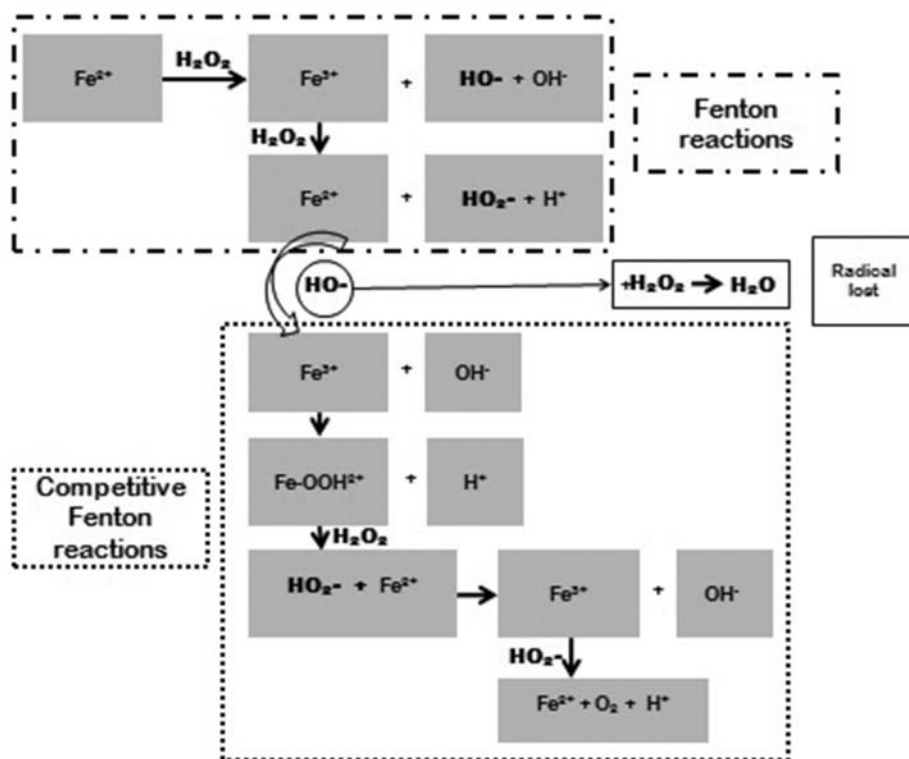 H₂O₂
Fe²⁺
Fe³⁺
+
HO- + OH⁻
Fenton
reactions
H₂O₂
Fe²⁺
+
HO₂- + H⁺
HO-
+H₂O₂ → H₂O
Radical
lost
Fe³⁺
+
OH⁻
Competitive
Fenton
reactions
Fe-OOH²⁺
+
H⁺
H₂O₂
HO₂- + Fe²⁺
Fe³⁺
+
OH⁻
HO₂-
Fe²⁺ + O₂ + H⁺